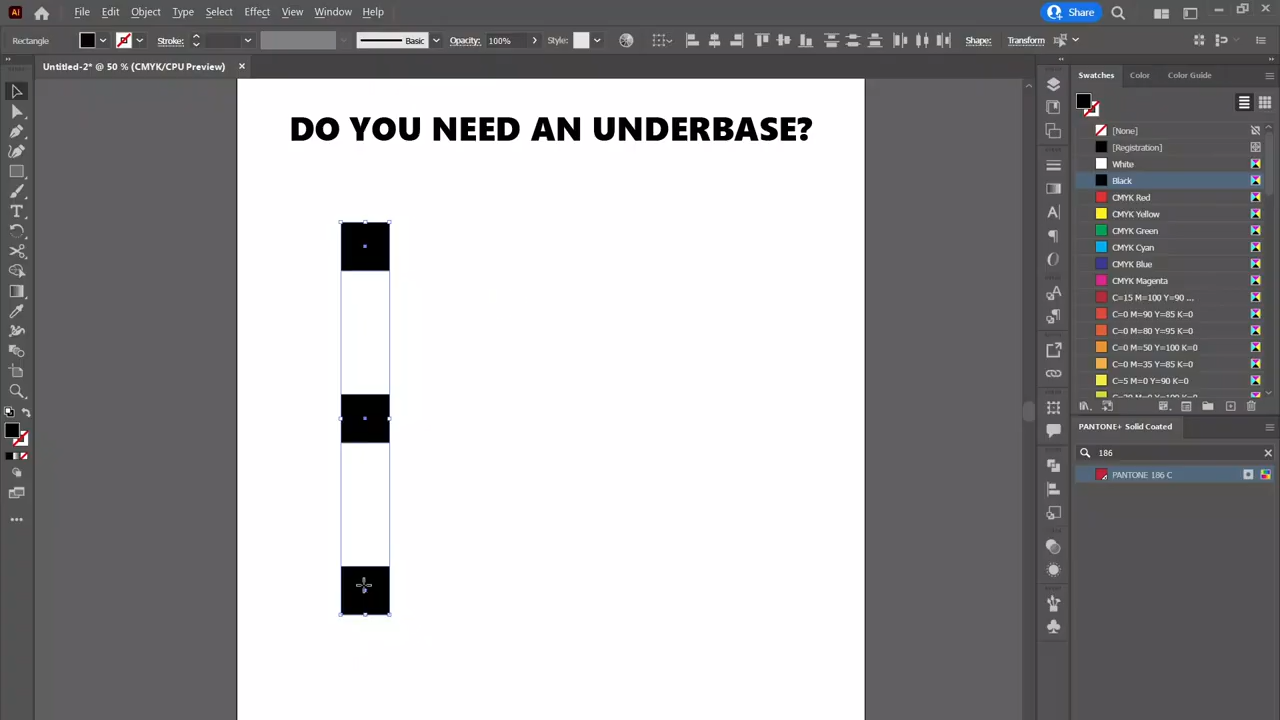 Ai File Edit Object Type Select Effect View Window Help Share
Rectangle Stroke: Basic Opacity: 100% Style: Shape: Transform
Untitled-2* @ 50 % (CMYK/CPU Preview)
DO YOU NEED AN UNDERBASE?
Swatches Color Color Guide
[None]
[Registration]
White
Black
CMYK Red
CMYK Yellow
CMYK Green
CMYK Cyan
CMYK Blue
CMYK Magenta
C=15 M=100 Y=90 ...
C=0 M=90 Y=85 K=0
C=0 M=80 Y=95 K=0
C=0 M=50 Y=100 K=0
C=0 M=35 Y=85 K=0
C=5 M=0 Y=90 K=0
PANTONE+ Solid Coated
186
PANTONE 186 C